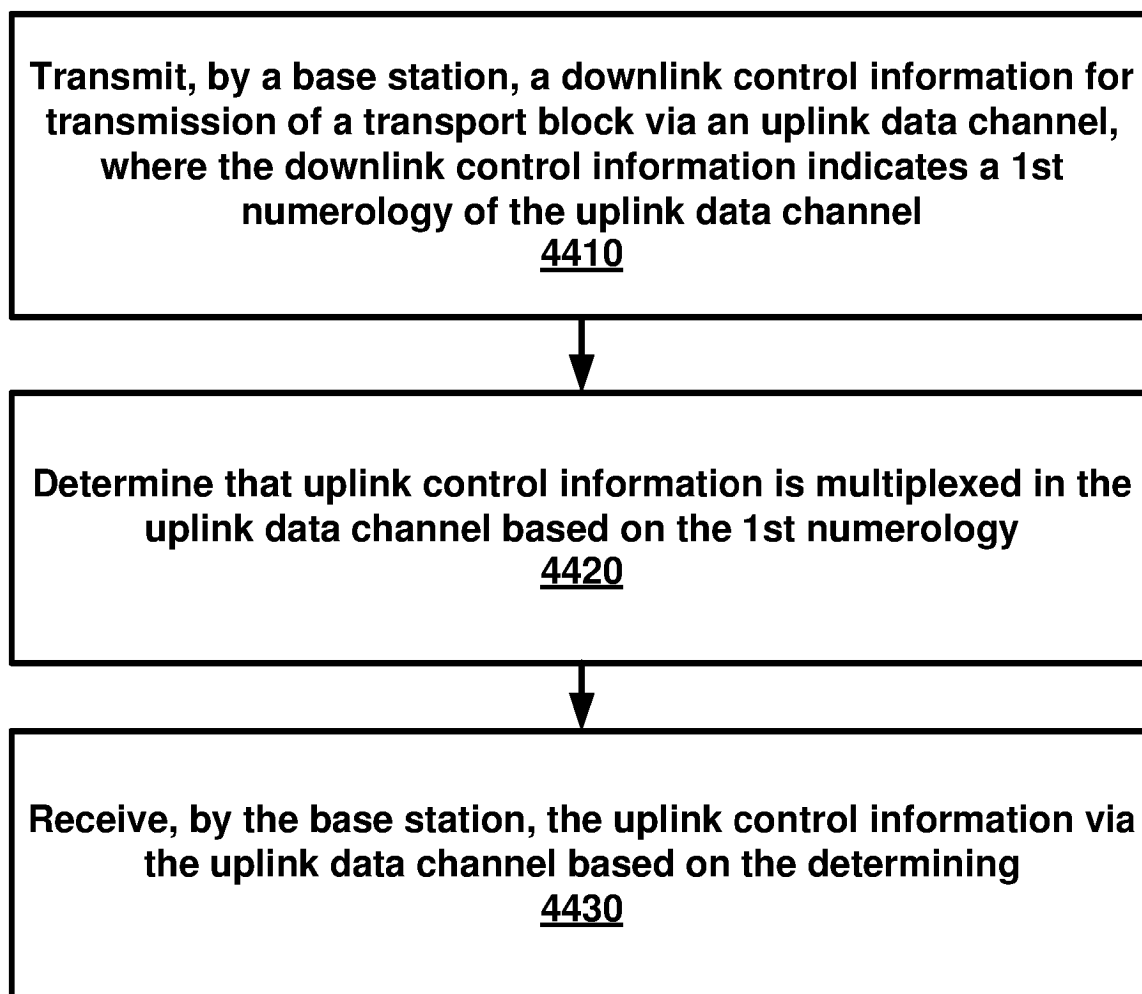 Transmit, by a base station, a downlink control information for
transmission of a transport block via an uplink data channel,
where the downlink control information indicates a 1st
numerology of the uplink data channel
4410
Determine that uplink control information is multiplexed in the
uplink data channel based on the 1st numerology
4420
Receive, by the base station, the uplink control information via
the uplink data channel based on the determining
4430